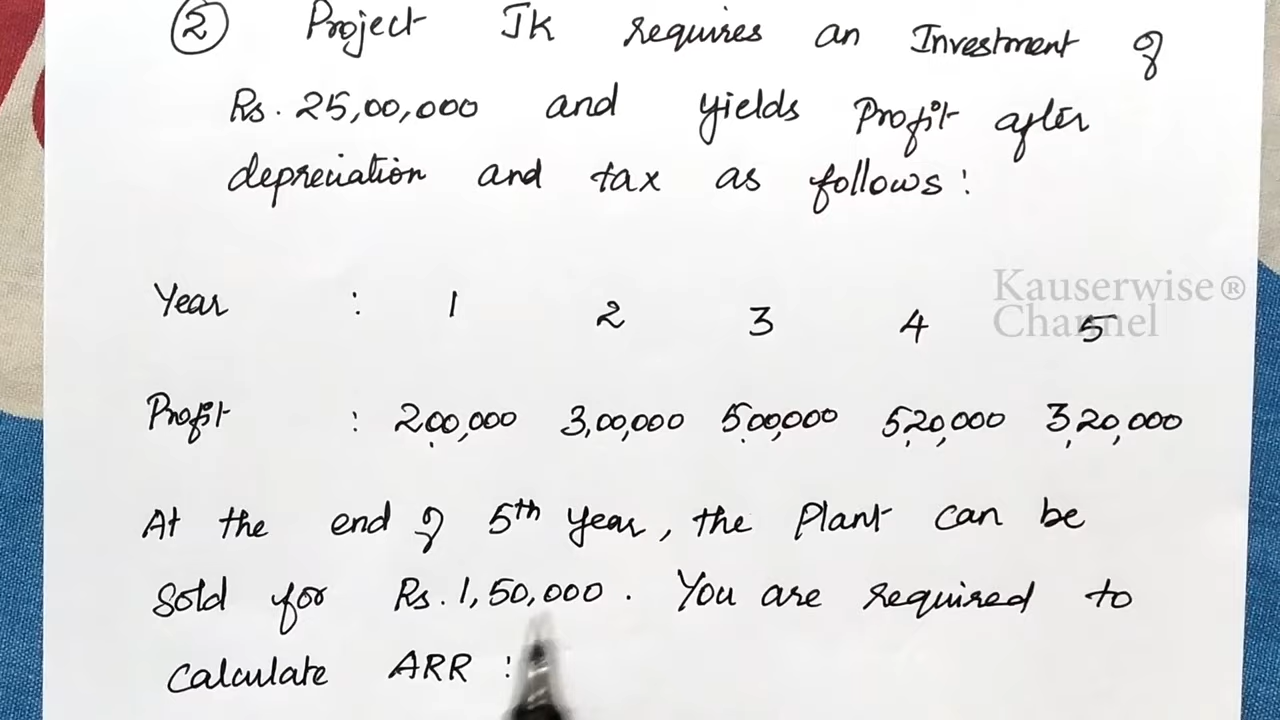 2 Project JK requires an Investment of
Rs. 25,00,000 and yields Profit after
depreciation and tax as follows:
Kauserwise®
Channel
Year : 1 2 3 4 5
Profit : 2,00,000 3,00,000 5,00,000 5,20,000 3,20,000
At the end of 5th year, the Plant can be
Sold for Rs. 1,50,000. You are required to
Calculate ARR: